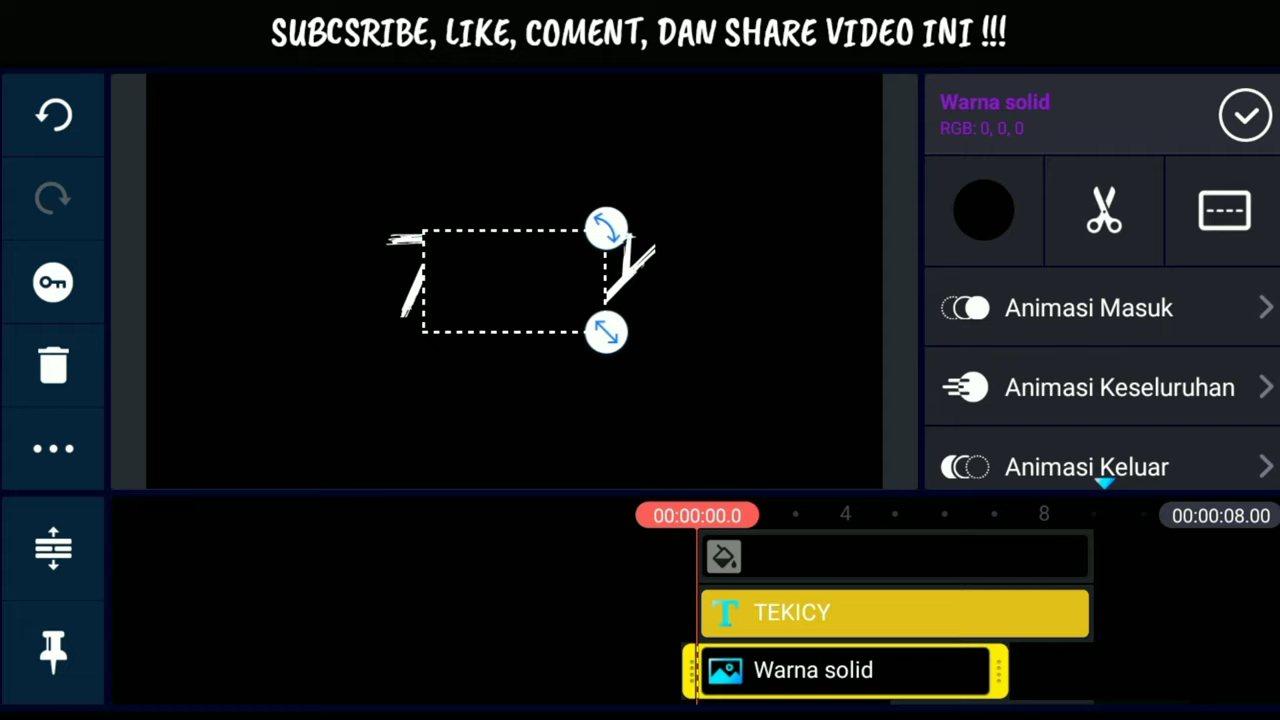 SUBCSRIBE, LIKE, COMENT, DAN SHARE VIDEO INI !!!
Warna solid
RGB: 0, 0, 0
Animasi Masuk
Animasi Keseluruhan
Animasi Keluar
00:00:00.0
4
8
00:00:08.00
T TEKICY
Warna solid